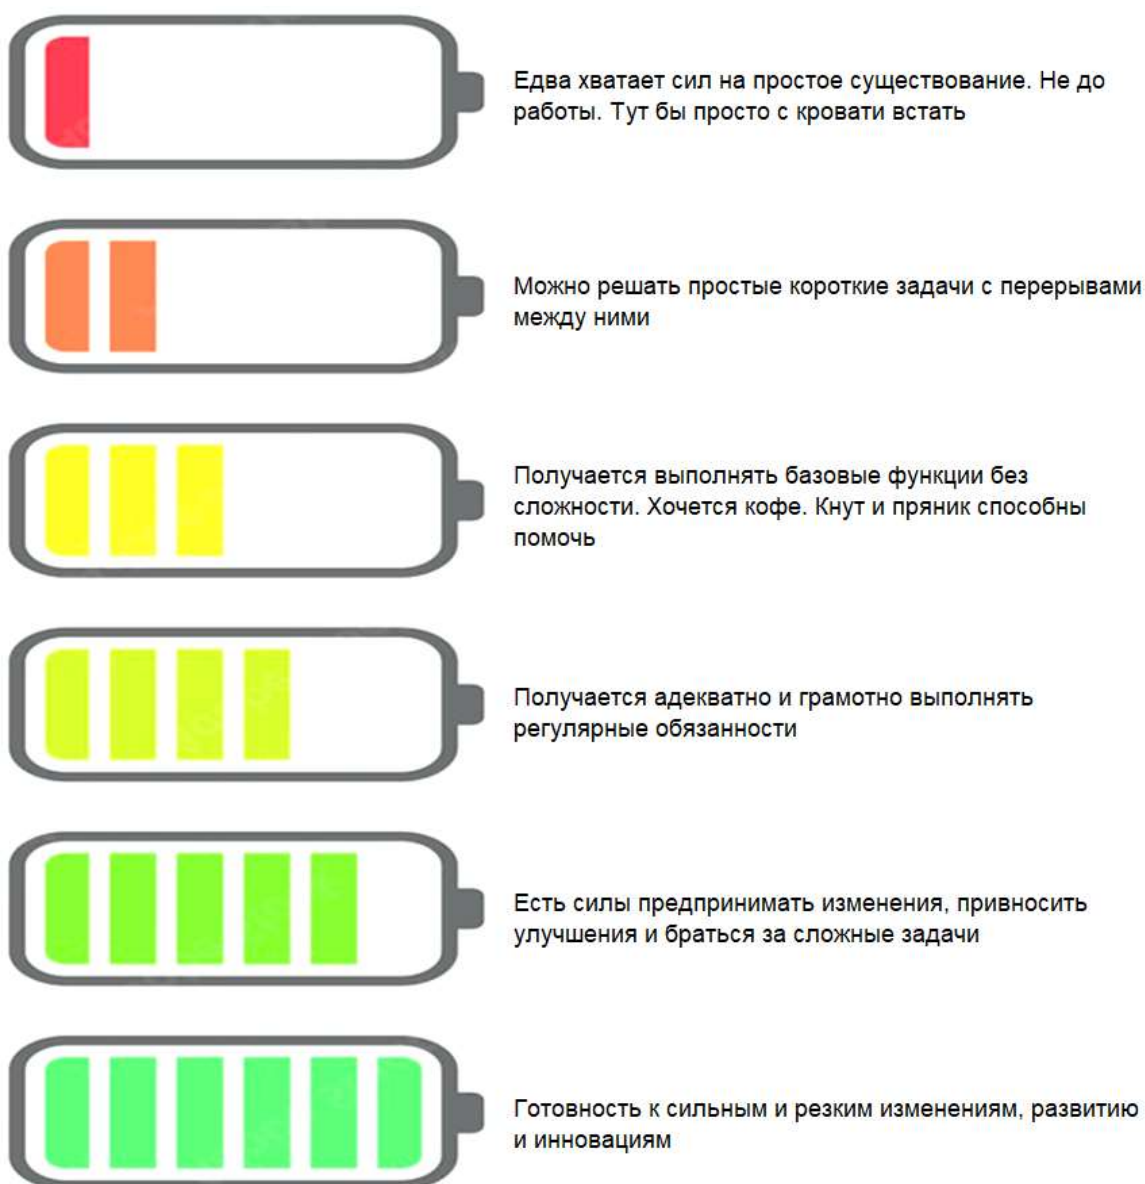 Едва хватает сил на простое существование. Не до
работы. Тут бы просто с кровати встать
Можно решать простые короткие задачи с перерывами
между ними
Получается выполнять базовые функции без
сложности. Хочется кофе. Кнут и пряник способны
помочь
Получается адекватно и грамотно выполнять
регулярные обязанности
Есть силы предпринимать изменения, привносить
улучшения и браться за сложные задачи
Готовность к сильным и резким изменениям, развитию
и инновациям